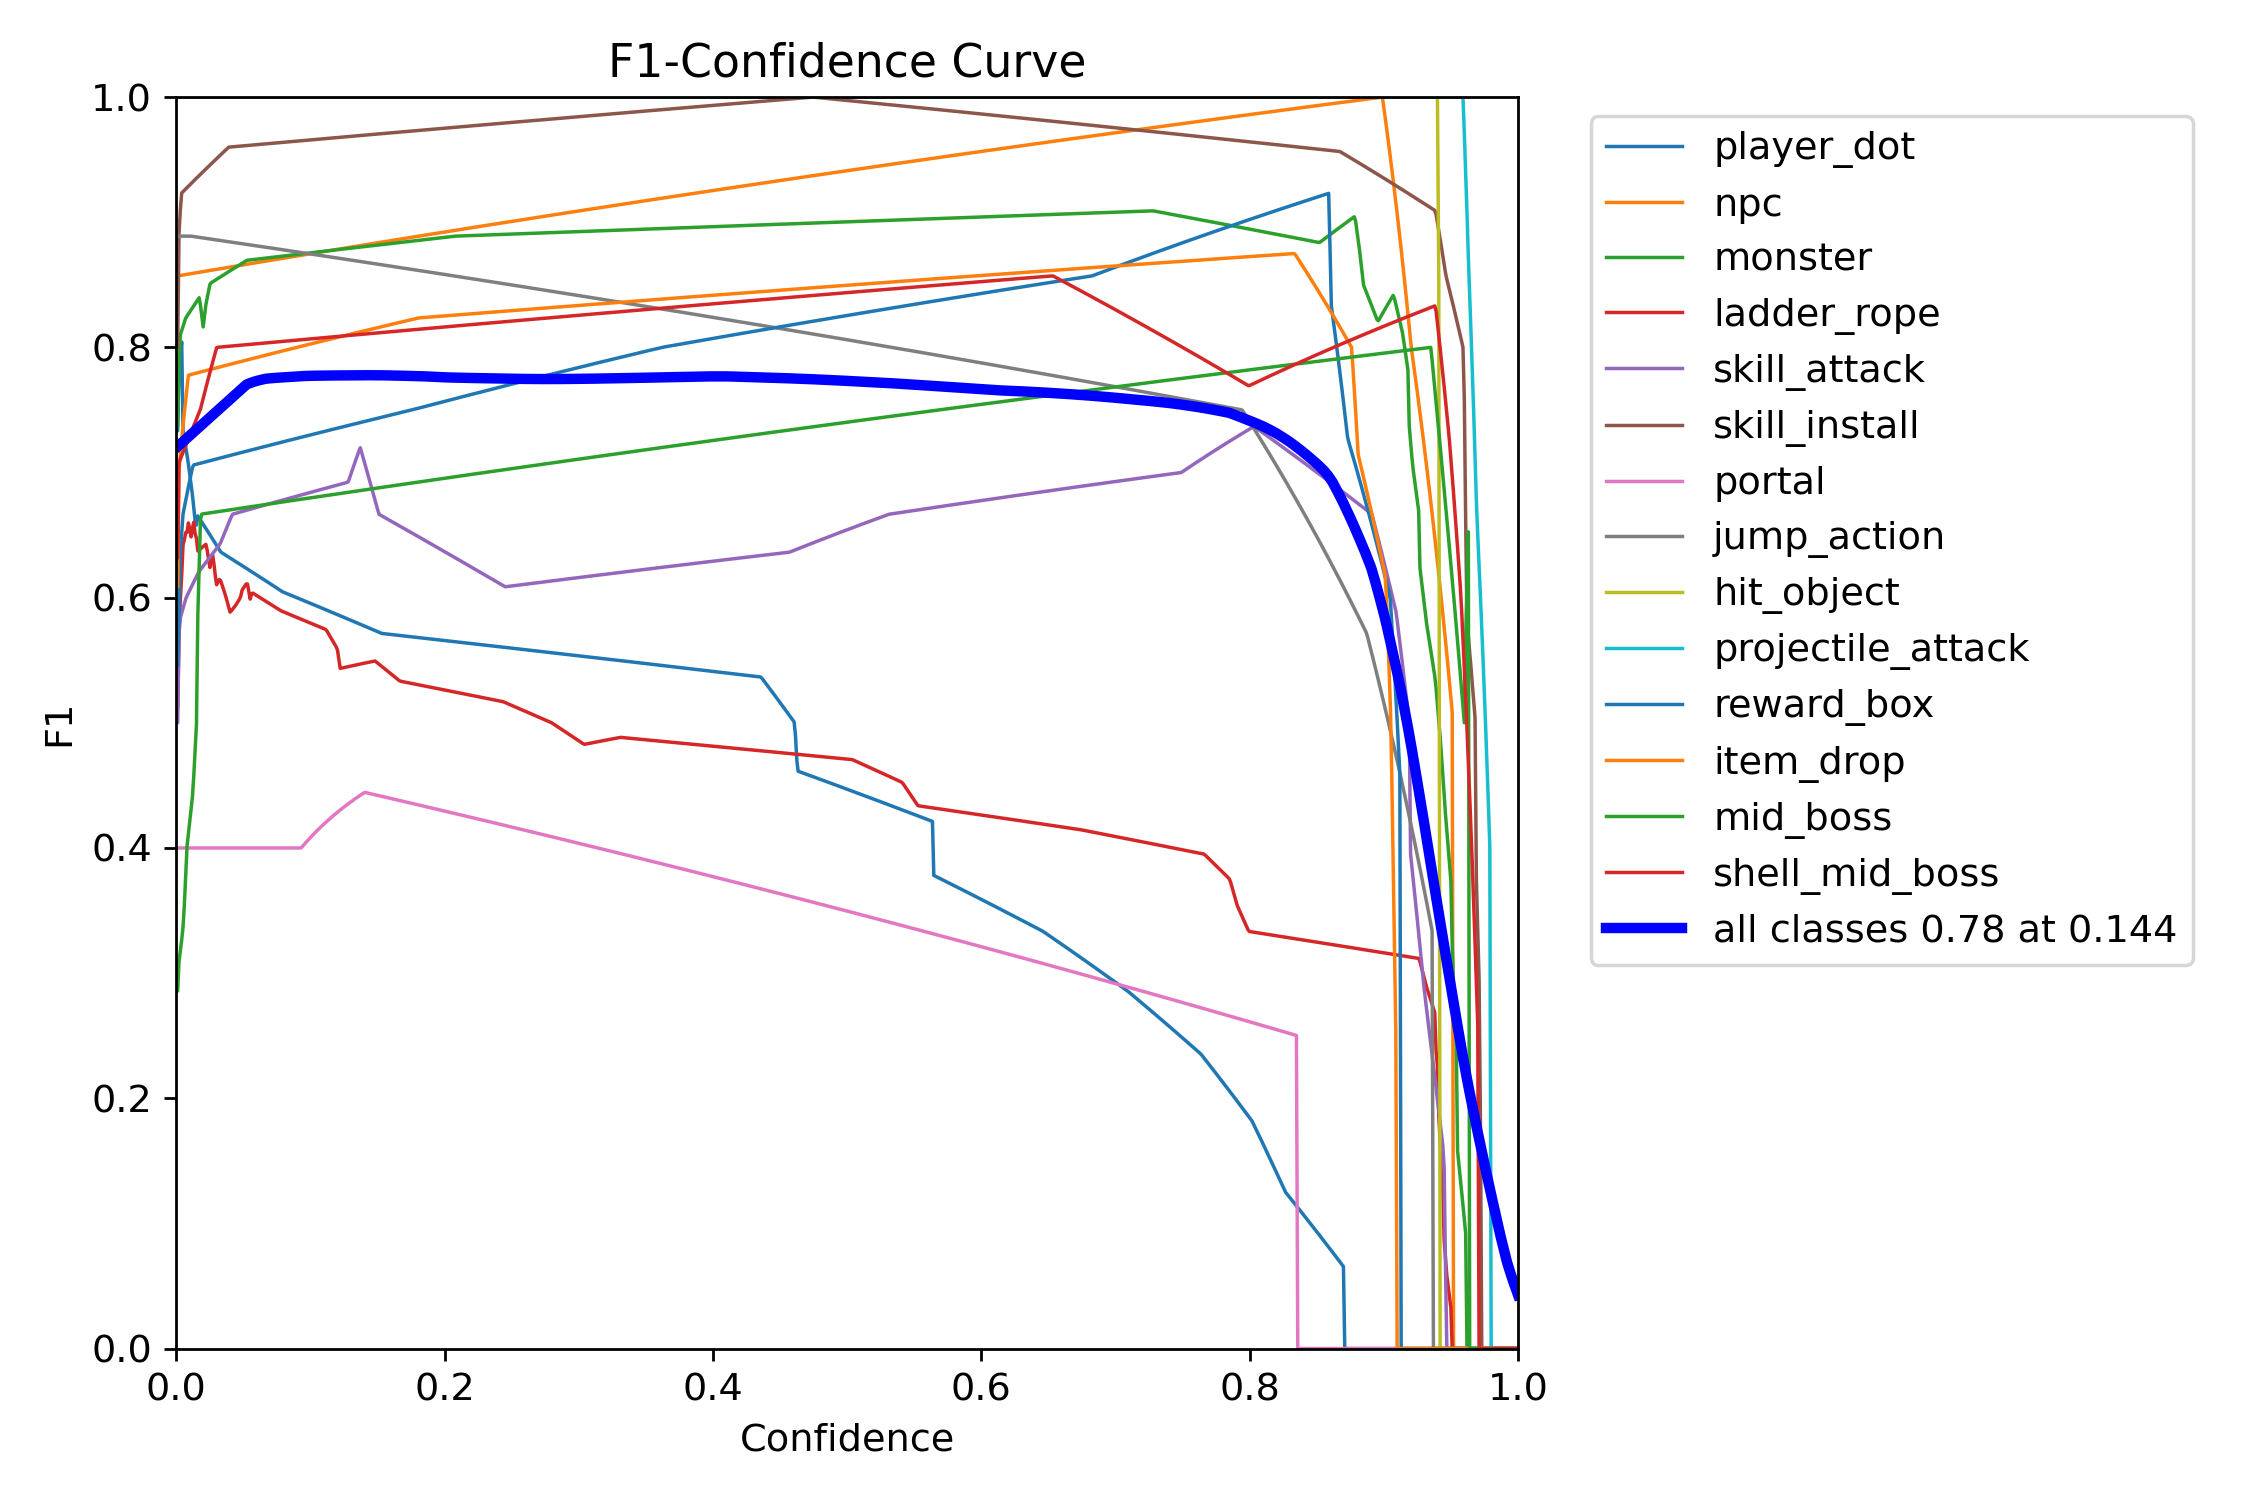 F1-Confidence Curve
1.0
0.8
0.6
0.4
0.2
0.0
F1
0.0 0.2 0.4 0.6 0.8 1.0
Confidence
player_dot
npc
monster
ladder_rope
skill_attack
skill_install
portal
jump_action
hit_object
projectile_attack
reward_box
item_drop
mid_boss
shell_mid_boss
all classes 0.78 at 0.144